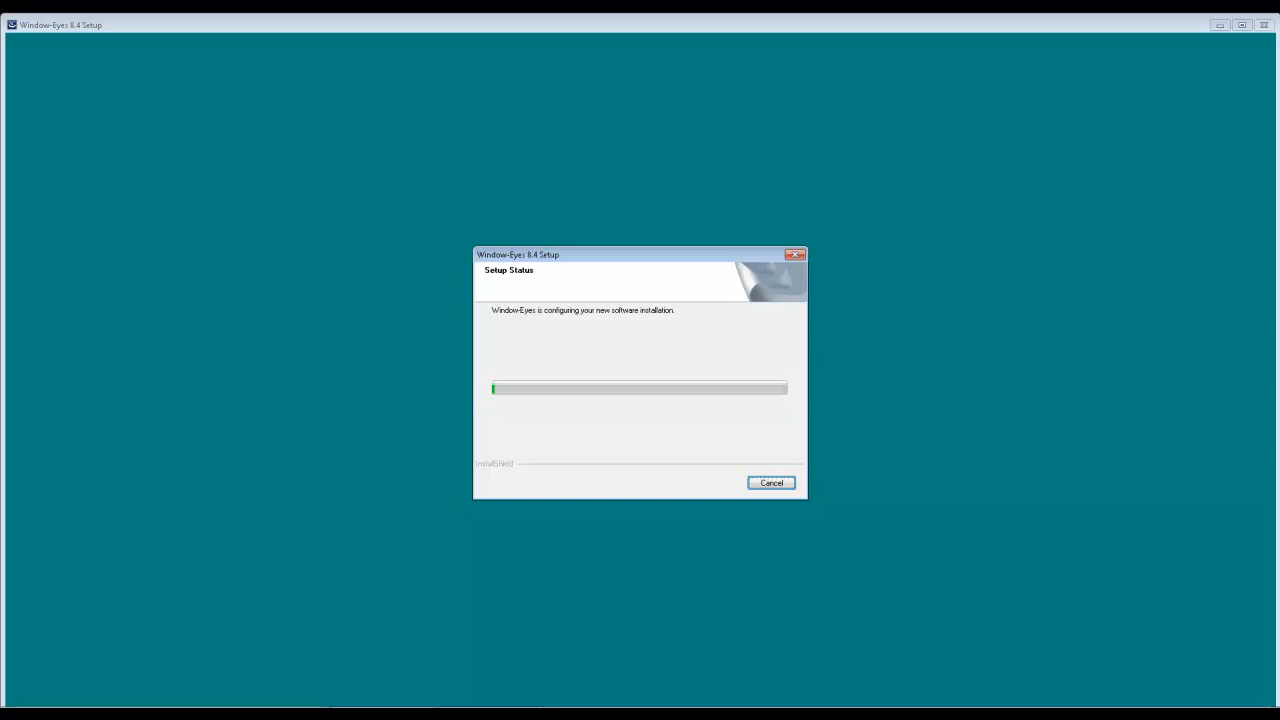 Window-Eyes 8.4 Setup
Window-Eyes 8.4 Setup
Setup Status
Window-Eyes is configuring your new software installation.
InstallShield
Cancel